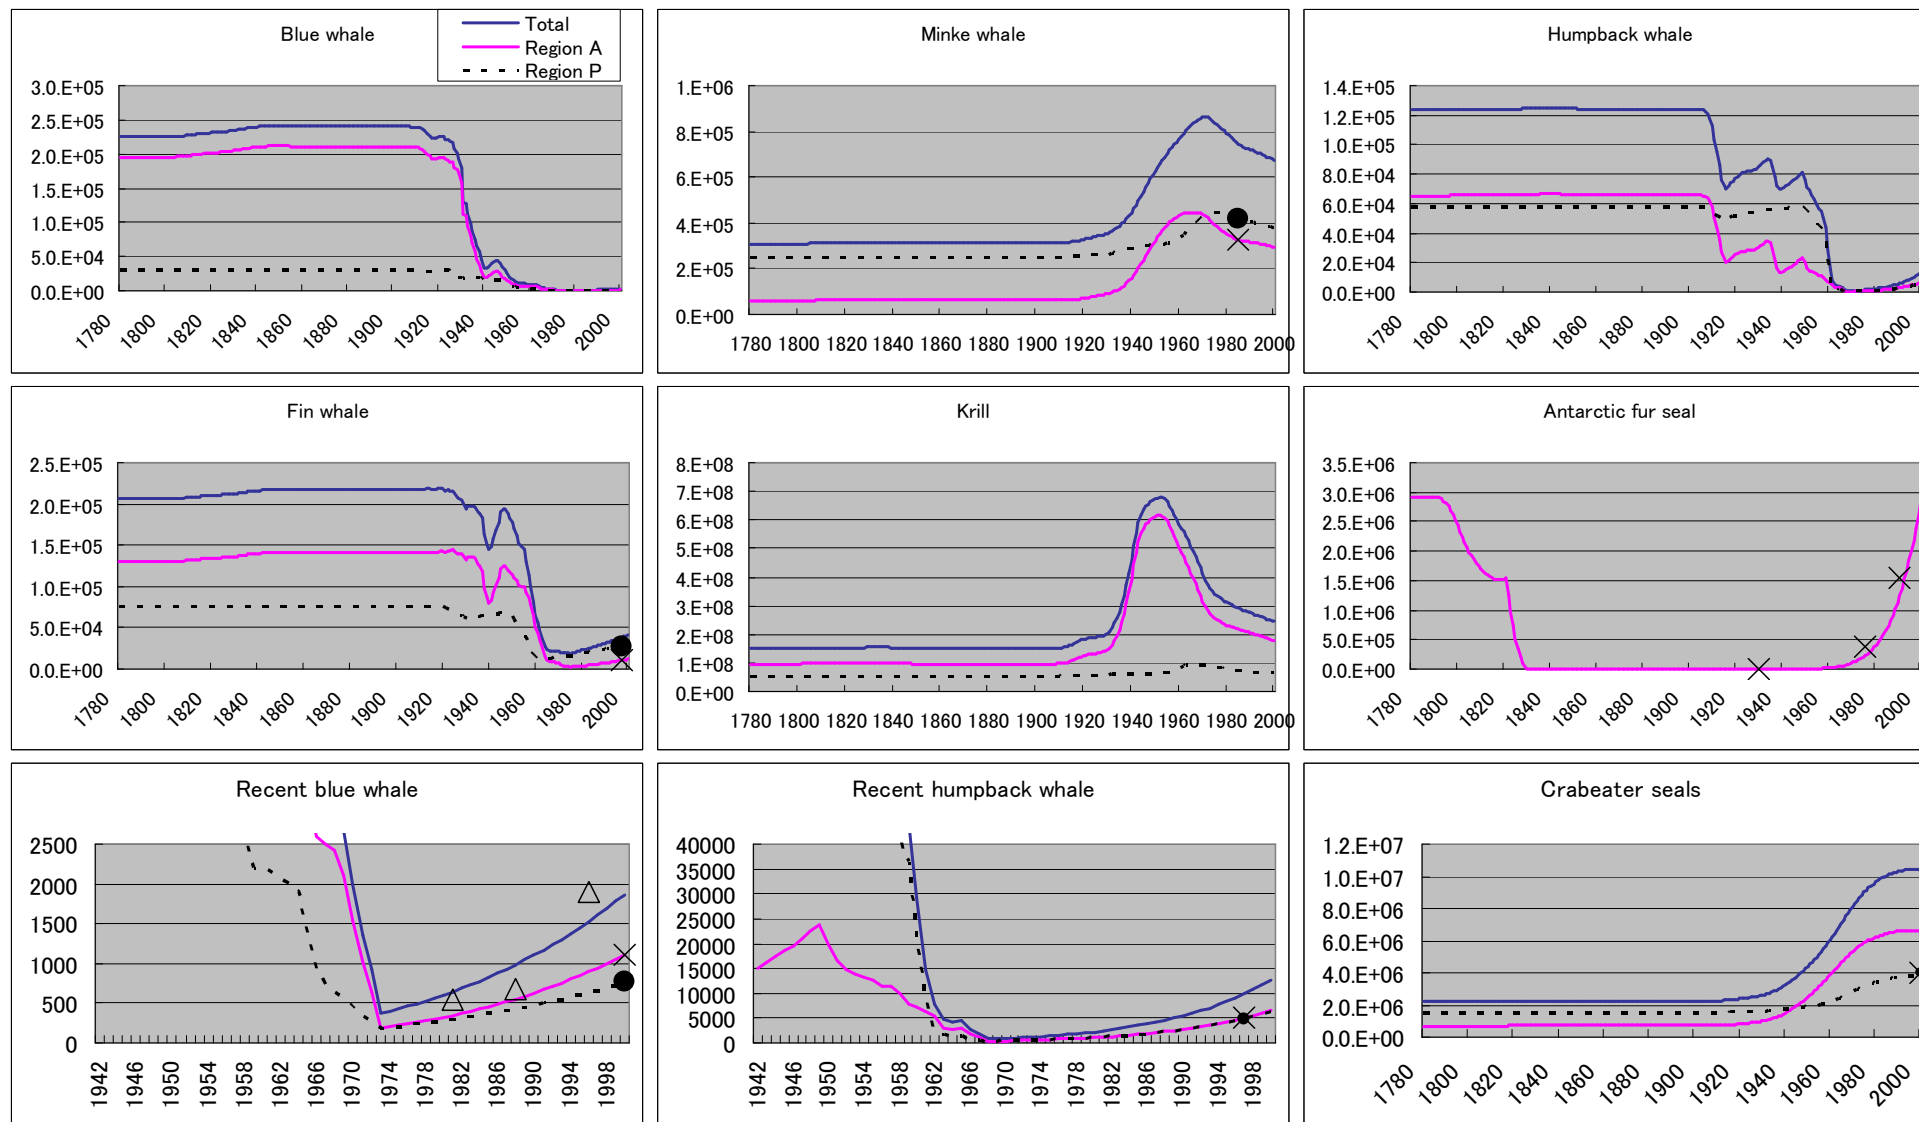 Blue whale
Total
Region A
Region P
3.0.E+05
2.5.E+05
2.0.E+05
1.5.E+05
1.0.E+05
5.0.E+04
0.0.E+00
1780 1800 1820 1840 1860 1880 1900 1920 1940 1960 1980 2000
Minke whale
1.E+06
8.E+05
6.E+05
4.E+05
2.E+05
0.E+00
1780 1800 1820 1840 1860 1880 1900 1920 1940 1960 1980 2000
Humpback whale
1.4.E+05
1.2.E+05
1.0.E+05
8.0.E+04
6.0.E+04
4.0.E+04
2.0.E+04
0.0.E+00
1780 1800 1820 1840 1860 1880 1900 1920 1940 1960 1980 2000
Fin whale
2.5.E+05
2.0.E+05
1.5.E+05
1.0.E+05
5.0.E+04
0.0.E+00
1780 1800 1820 1840 1860 1880 1900 1920 1940 1960 1980 2000
Krill
8.E+08
7.E+08
6.E+08
5.E+08
4.E+08
3.E+08
2.E+08
1.E+08
0.E+00
1780 1800 1820 1840 1860 1880 1900 1920 1940 1960 1980 2000
Antarctic fur seal
3.5.E+06
3.0.E+06
2.5.E+06
2.0.E+06
1.5.E+06
1.0.E+06
5.0.E+05
0.0.E+00
1780 1800 1820 1840 1860 1880 1900 1920 1940 1960 1980 2000
Recent blue whale
2500
2000
1500
1000
500
0
1942 1946 1950 1954 1958 1962 1966 1970 1974 1978 1982 1986 1990 1994 1998
Recent humpback whale
40000
35000
30000
25000
20000
15000
10000
5000
0
1942 1946 1950 1954 1958 1962 1966 1970 1974 1978 1982 1986 1990 1994 1998
Crabeater seals
1.2.E+07
1.0.E+07
8.0.E+06
6.0.E+06
4.0.E+06
2.0.E+06
0.0.E+00
1780 1800 1820 1840 1860 1880 1900 1920 1940 1960 1980 2000